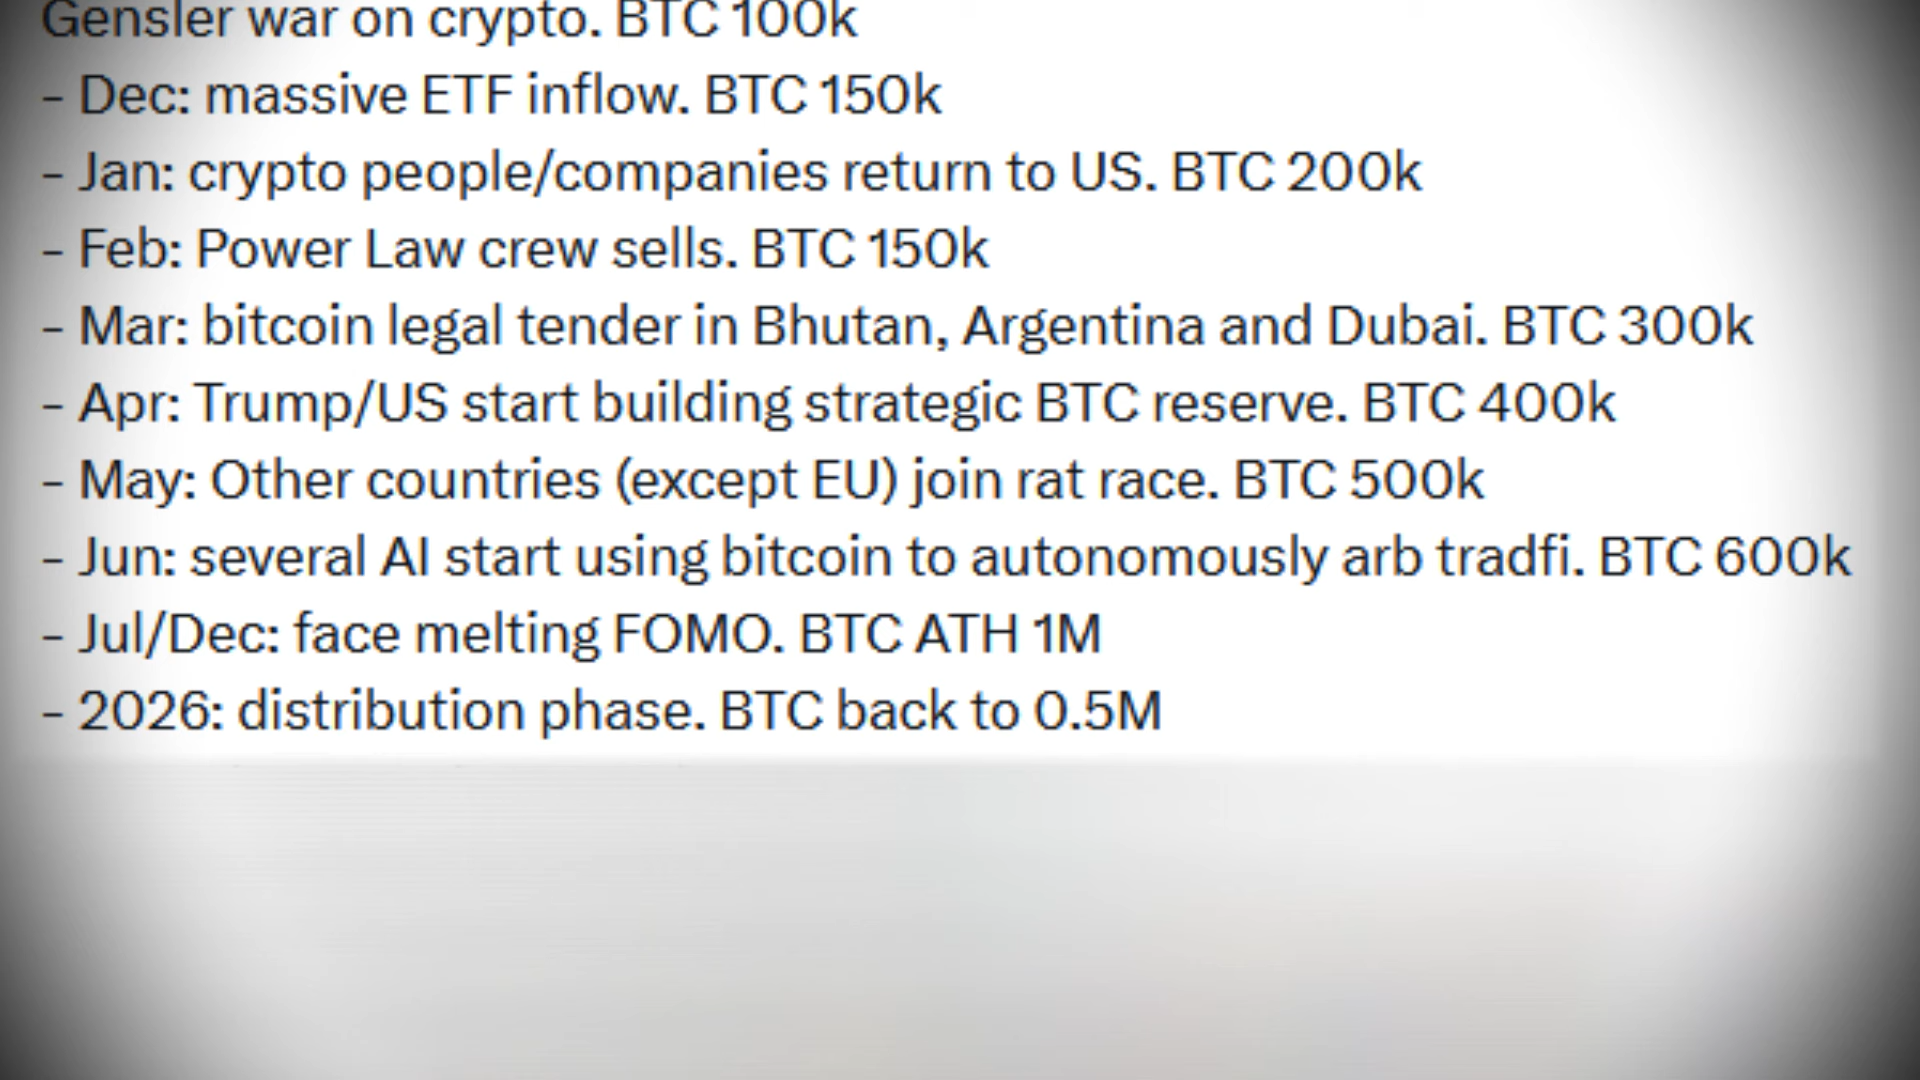 Gensler war on crypto. BTC 100k
- Dec: massive ETF inflow. BTC 150k
- Jan: crypto people/companies return to US. BTC 200k
- Feb: Power Law crew sells. BTC 150k
- Mar: bitcoin legal tender in Bhutan, Argentina and Dubai. BTC 300k
- Apr: Trump/US start building strategic BTC reserve. BTC 400k
- May: Other countries (except EU) join rat race. BTC 500k
- Jun: several AI start using bitcoin to autonomously arb tradfi. BTC 600k
- Jul/Dec: face melting FOMO. BTC ATH 1M
- 2026: distribution phase. BTC back to 0.5M